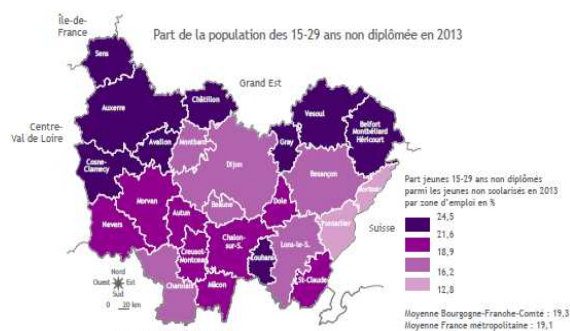 Île-de-
France
Part de la population des 15-29 ans non diplômée en 2013
Sens
Grand Est
Châtillon
Auxerre
Vesoul
Belfort
Montbéliard
Héricourt
Centre-
Val de Loire
Avallon
Montbard
Gray
Cosne-
Clamecy
Dijon
Besançon
Morteau
Part jeunes 15-29 ans non diplômés
parmi les jeunes non scolarisés en 2013
par zone d'emploi en %
Morvan
Beaune
Dole
Nevers
Autun
Pontarlier
Suisse
24,5
21,6
18,9
16,2
12,8
Chalon-
sur-S.
Lons-le-S.
Creusot-
Montceau
Louhans
Nord
Ouest Est
Sud
0 20 km
Charolais
Mâcon
St-Claude
Moyenne Bourgogne-Franche-Comté : 19,3
Moyenne France métropolitaine : 19,1